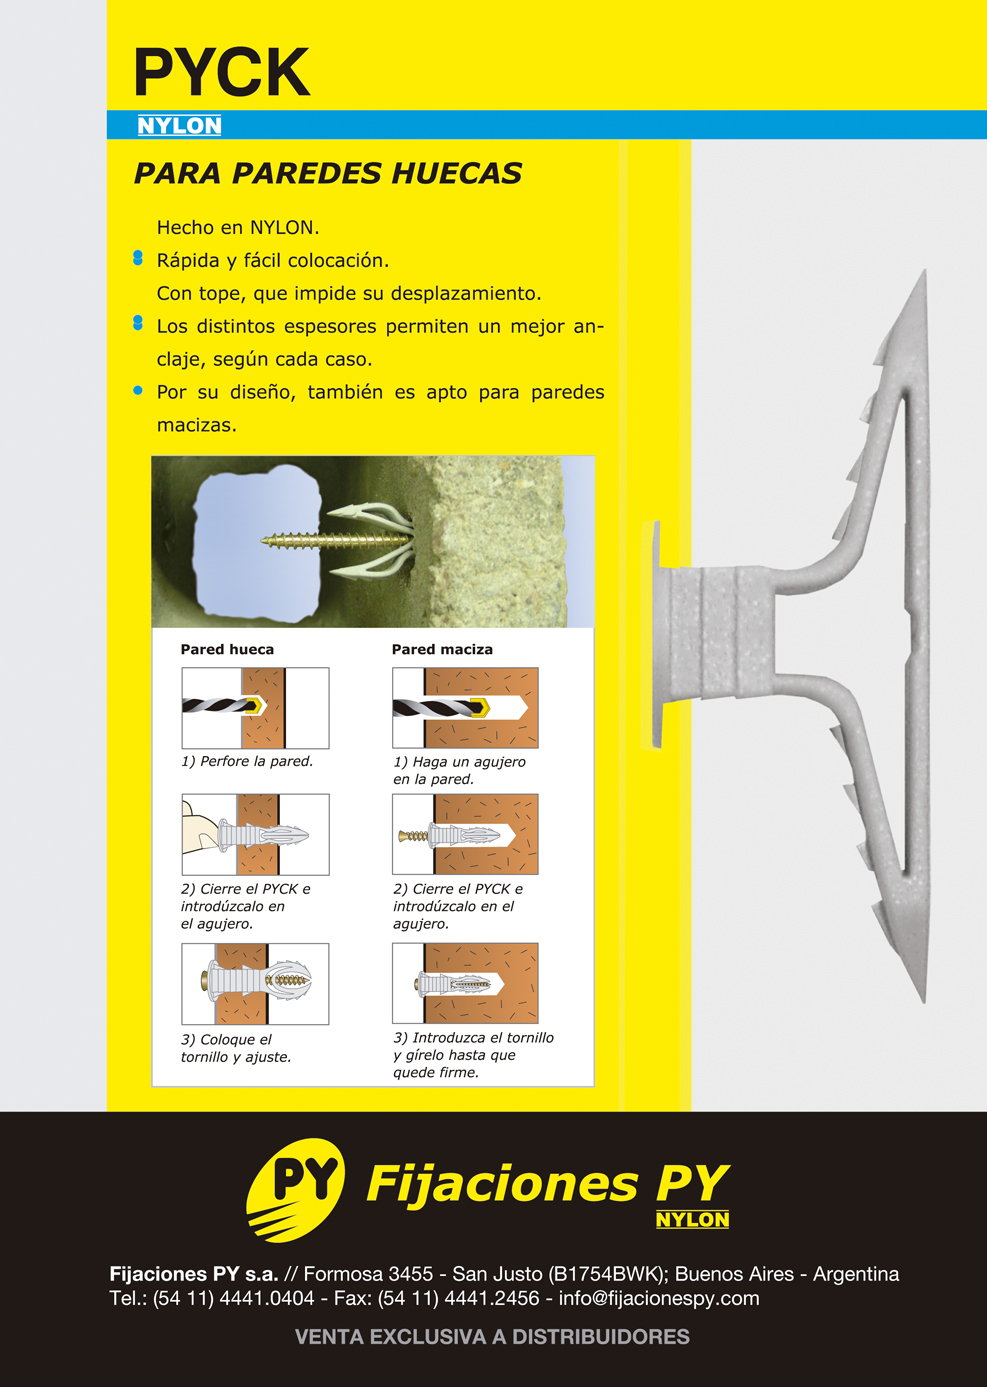 PYCK
NYLON
PARA PAREDES HUECAS
Hecho en NYLON.
Rápida y fácil colocación.
Con tope, que impide su desplazamiento.
Los distintos espesores permiten un mejor an-
claje, según cada caso.
Por su diseño, también es apto para paredes
macizas.
Pared hueca
1) Perfore la pared.
2) Cierre el PYCK e
introdúzcalo en
el agujero.
3) Coloque el
tornillo y ajuste.
Pared maciza
1) Haga un agujero
en la pared.
2) Cierre el PYCK e
introdúzcalo en el
agujero.
3) Introduzca el tornillo
y gírelo hasta que
quede firme.
PY
Fijaciones PY
NYLON
Fijaciones PY s.a. // Formosa 3455 - San Justo (B1754BWK); Buenos Aires - Argentina
Tel.: (54 11) 4441.0404 - Fax: (54 11) 4441.2456 - info@fijacionespy.com
VENTA EXCLUSIVA A DISTRIBUIDORES